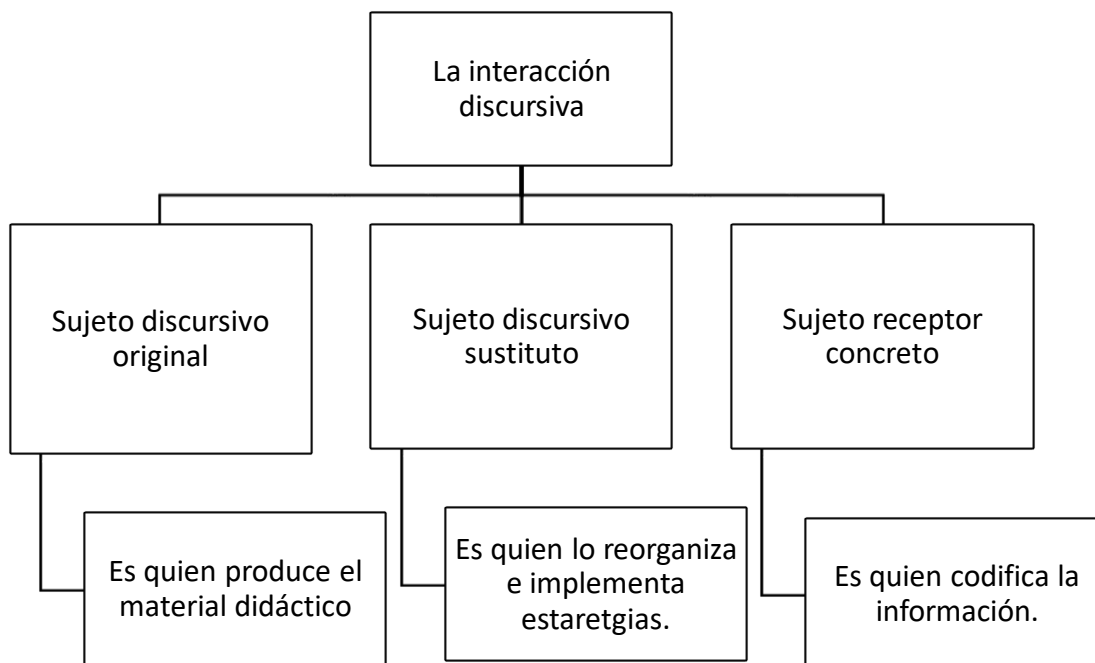 La interacción
discursiva
Sujeto discursivo
original
Sujeto discursivo
sustituto
Sujeto receptor
concreto
Es quien produce el
material didáctico
Es quien lo reorganiza
e implementa
estaretgias.
Es quien codifica la
información.